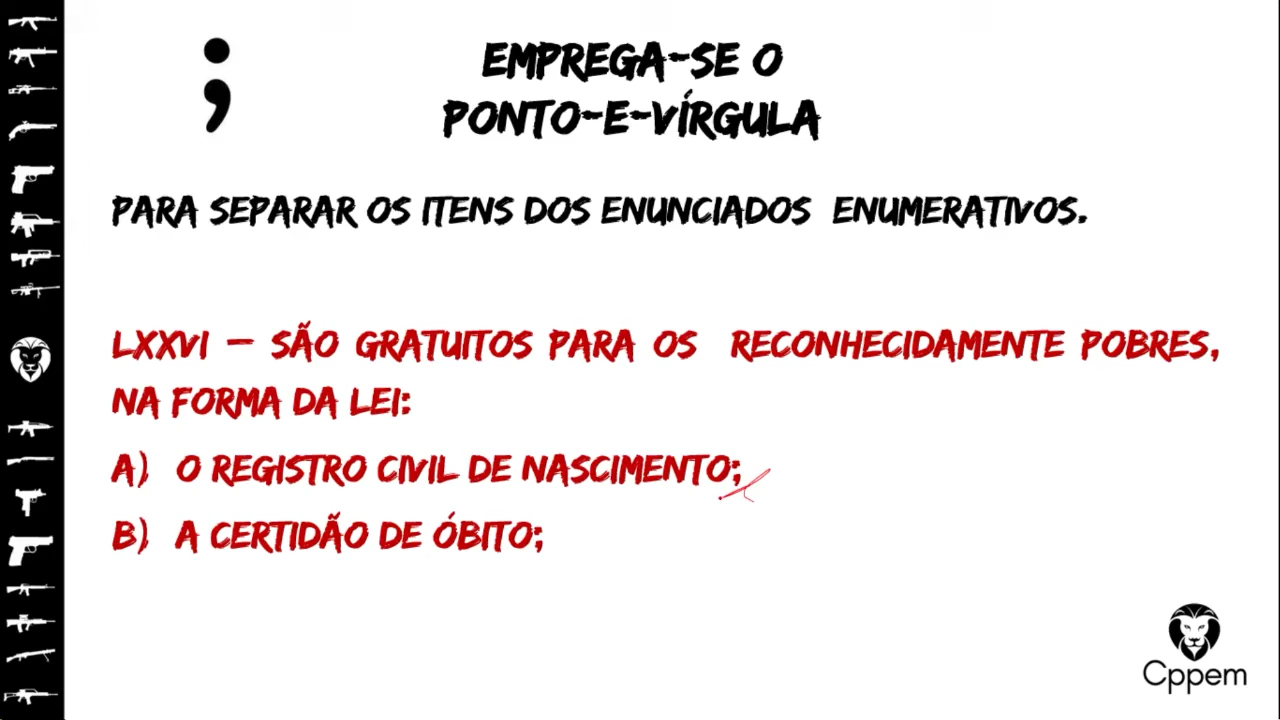 ;
EMPREGA-SE O
PONTO-E-VÍRGULA
PARA SEPARAR OS ITENS DOS ENUNCIADOS ENUMERATIVOS.
LXXVI – SÃO GRATUITOS PARA OS RECONHECIDAMENTE POBRES,
NA FORMA DA LEI:
A) O REGISTRO CIVIL DE NASCIMENTO;
B) A CERTIDÃO DE ÓBITO;
Cppem